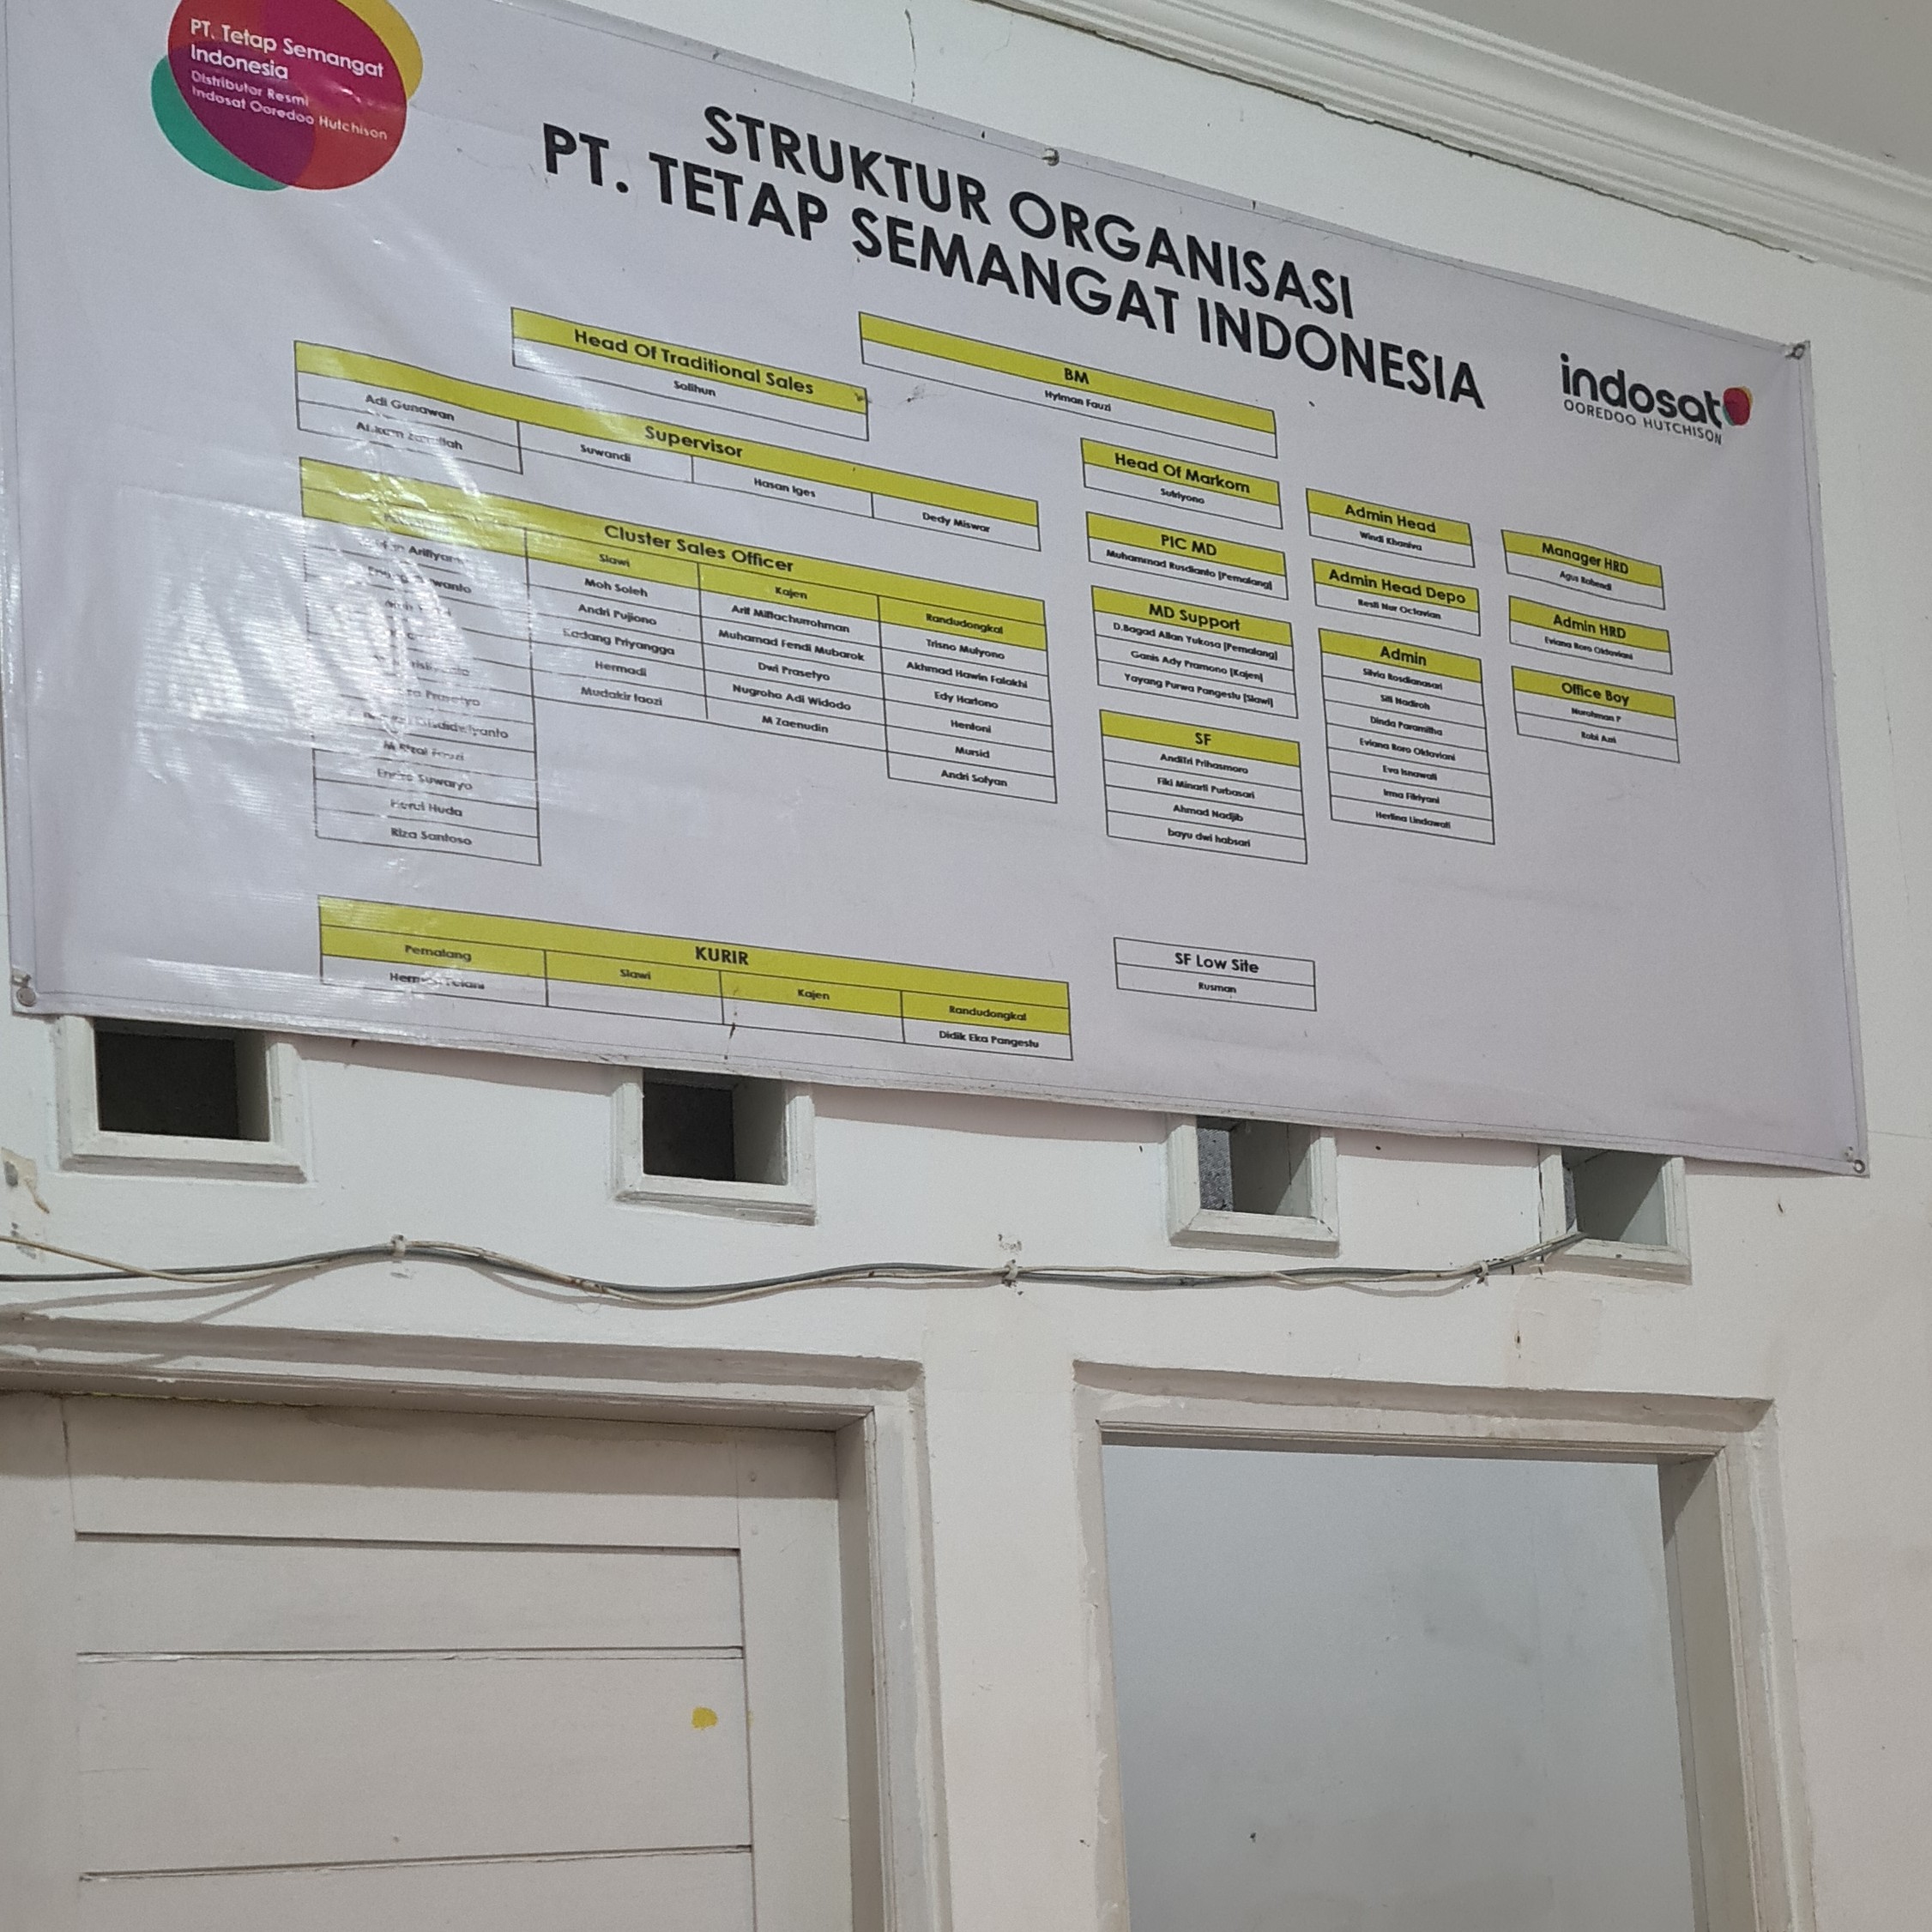 PT. Tetap Semangat
Indonesia
Distributor Resmi
Indosat Ooredoo Hutchison
STRUKTUR ORGANISASI
PT. TETAP SEMANGAT INDONESIA
indosat
OOREDOO HUTCHISON
Head Of Traditional Sales
Solihun
BM
Hylman Fauzi
Supervisor
Adi Gunawan
Suwandi
Hasan Iges
Dedy Miswar
Cluster Sales Officer
Slawi
Moh Soleh
Andri Pujiono
Kadang Priyangga
Hermadi
Mudakir faozi
Kajen
Arif Miftachurrohman
Muhamad Fendi Mubarok
Dwi Prasetyo
Nugroho Adi Widodo
M Zaenudin
Randudongkal
Trisno Mulyono
Akhmad Hawin Falakhi
Edy Hartono
Hentoni
Mursid
Andri Sofyan
Prasetyo
Suwaryo
Huda
Riza Santoso
Head Of Markom
Sutriyono
PIC MD
Muhammad Rusdianto [Pemalang]
MD Support
D.Bagad Allan Yukosa [Pemalang]
Ganis Ady Pramono [Kajen]
Yayang Purwa Pangestu [Slawi]
SF
Anditri Prihasmoro
Fiki Minarti Purbasari
Ahmad Nadjib
bayu dwi habsari
Admin Head
Windi Khaniva
Admin Head Depo
Resti Nur Octavian
Admin
Silvia Rosdianasari
Siti Nadiroh
Dinda Paramitha
Eviana Roro Oktaviani
Eva Isnawati
Irma Fitriyani
Herlina Lindawati
Manager HRD
Agus Rohendi
Admin HRD
Eviana Roro Oktaviani
Office Boy
Nurohman P
Robi Azri
KURIR
Pemalang
Slawi
Kajen
Randudongkal
Didik Eka Pangestu
SF Low Site
Rusman